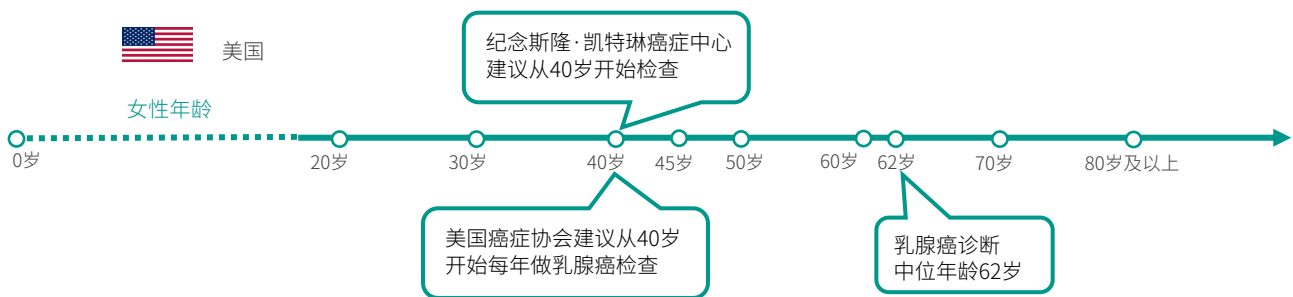 美国
纪念斯隆·凯特琳癌症中心
建议从40岁开始检查
女性年龄
0岁
20岁
30岁
40岁
45岁
50岁
60岁
62岁
70岁
80岁及以上
美国癌症协会建议从40岁
开始每年做乳腺癌检查
乳腺癌诊断
中位年龄62岁